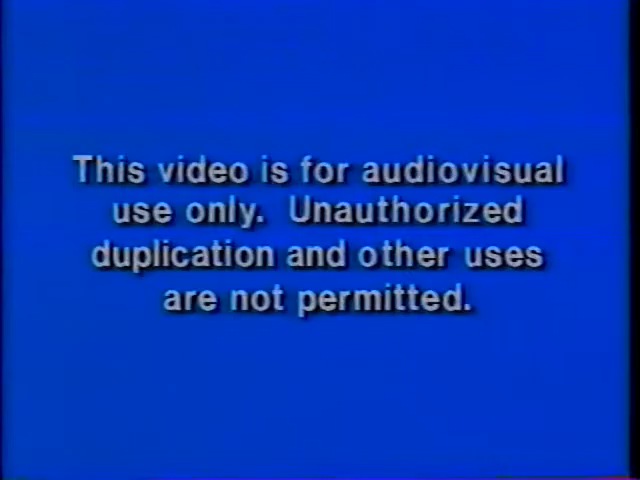 This video is for audiovisual
use only.  Unauthorized
duplication and other uses
are not permitted.